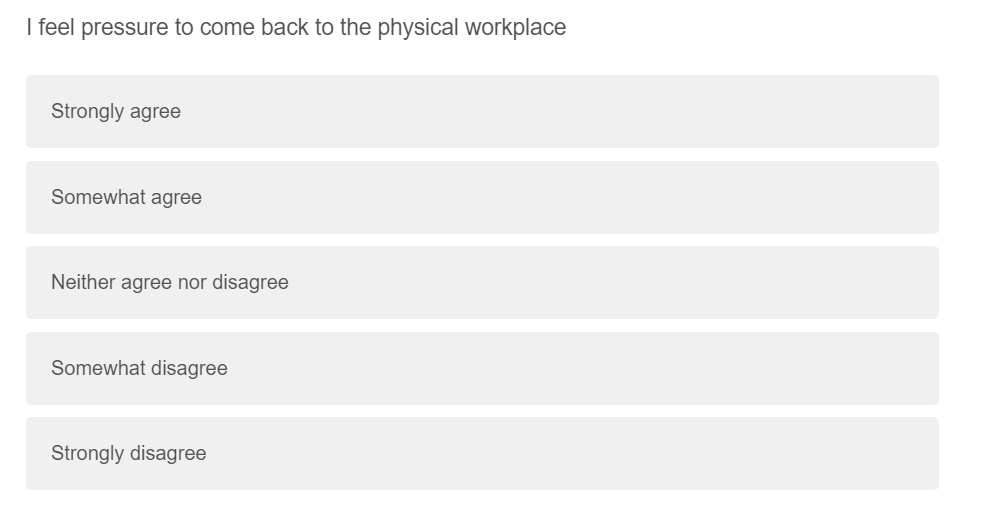 I feel pressure to come back to the physical workplace
Strongly agree
Somewhat agree
Neither agree nor disagree
Somewhat disagree
Strongly disagree